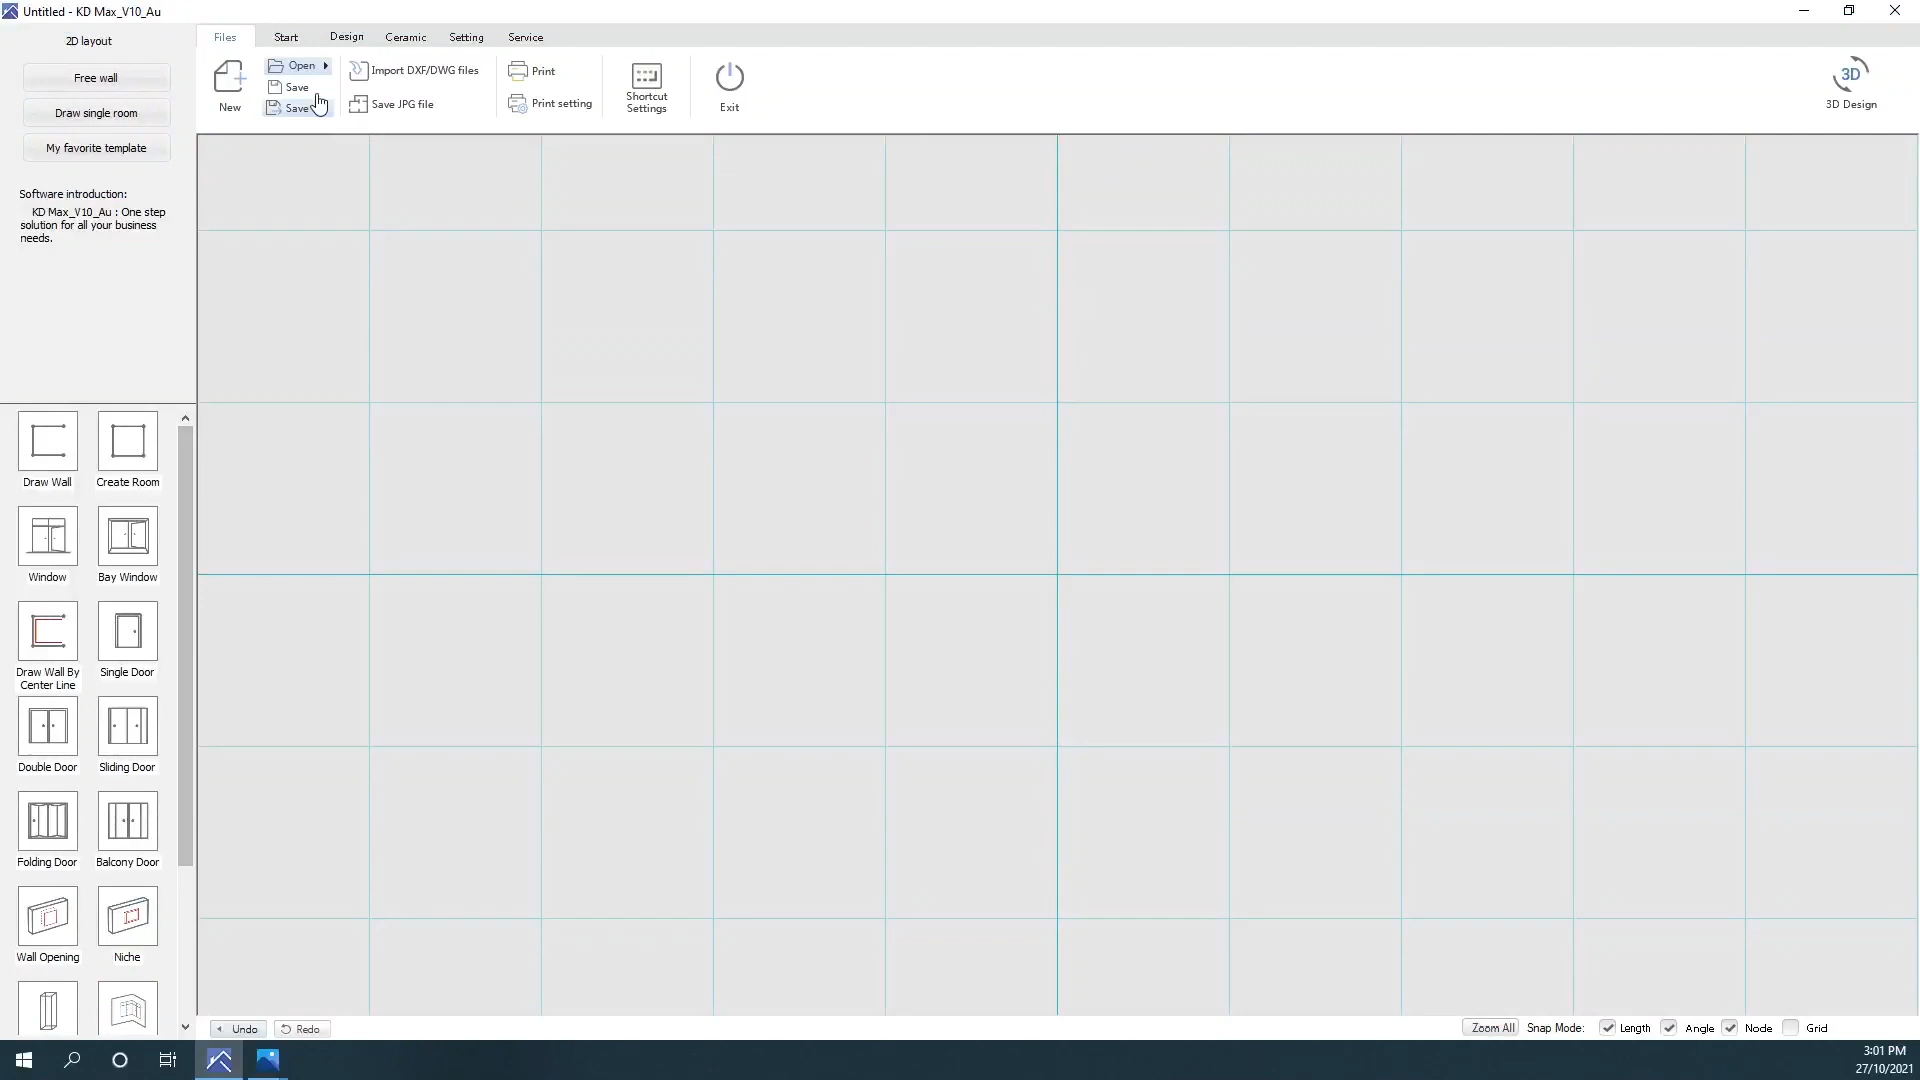 Untitled - KD Max_V10_Au
2D layout
Free wall
Draw single room
My favorite template
Software introduction:
KD Max_V10_Au : One step
solution for all your business
needs.
Files
Start
Design
Ceramic
Setting
Service
New
Open
Save
Save
Import DXF/DWG files
Save JPG file
Print
Print setting
Shortcut
Settings
Exit
3D
3D Design
Draw Wall
Create Room
Window
Bay Window
Draw Wall By
Center Line
Single Door
Double Door
Sliding Door
Folding Door
Balcony Door
Wall Opening
Niche
Undo
Redo
Zoom All
Snap Mode:
Length
Angle
Node
Grid
3:01 PM
27/10/2021